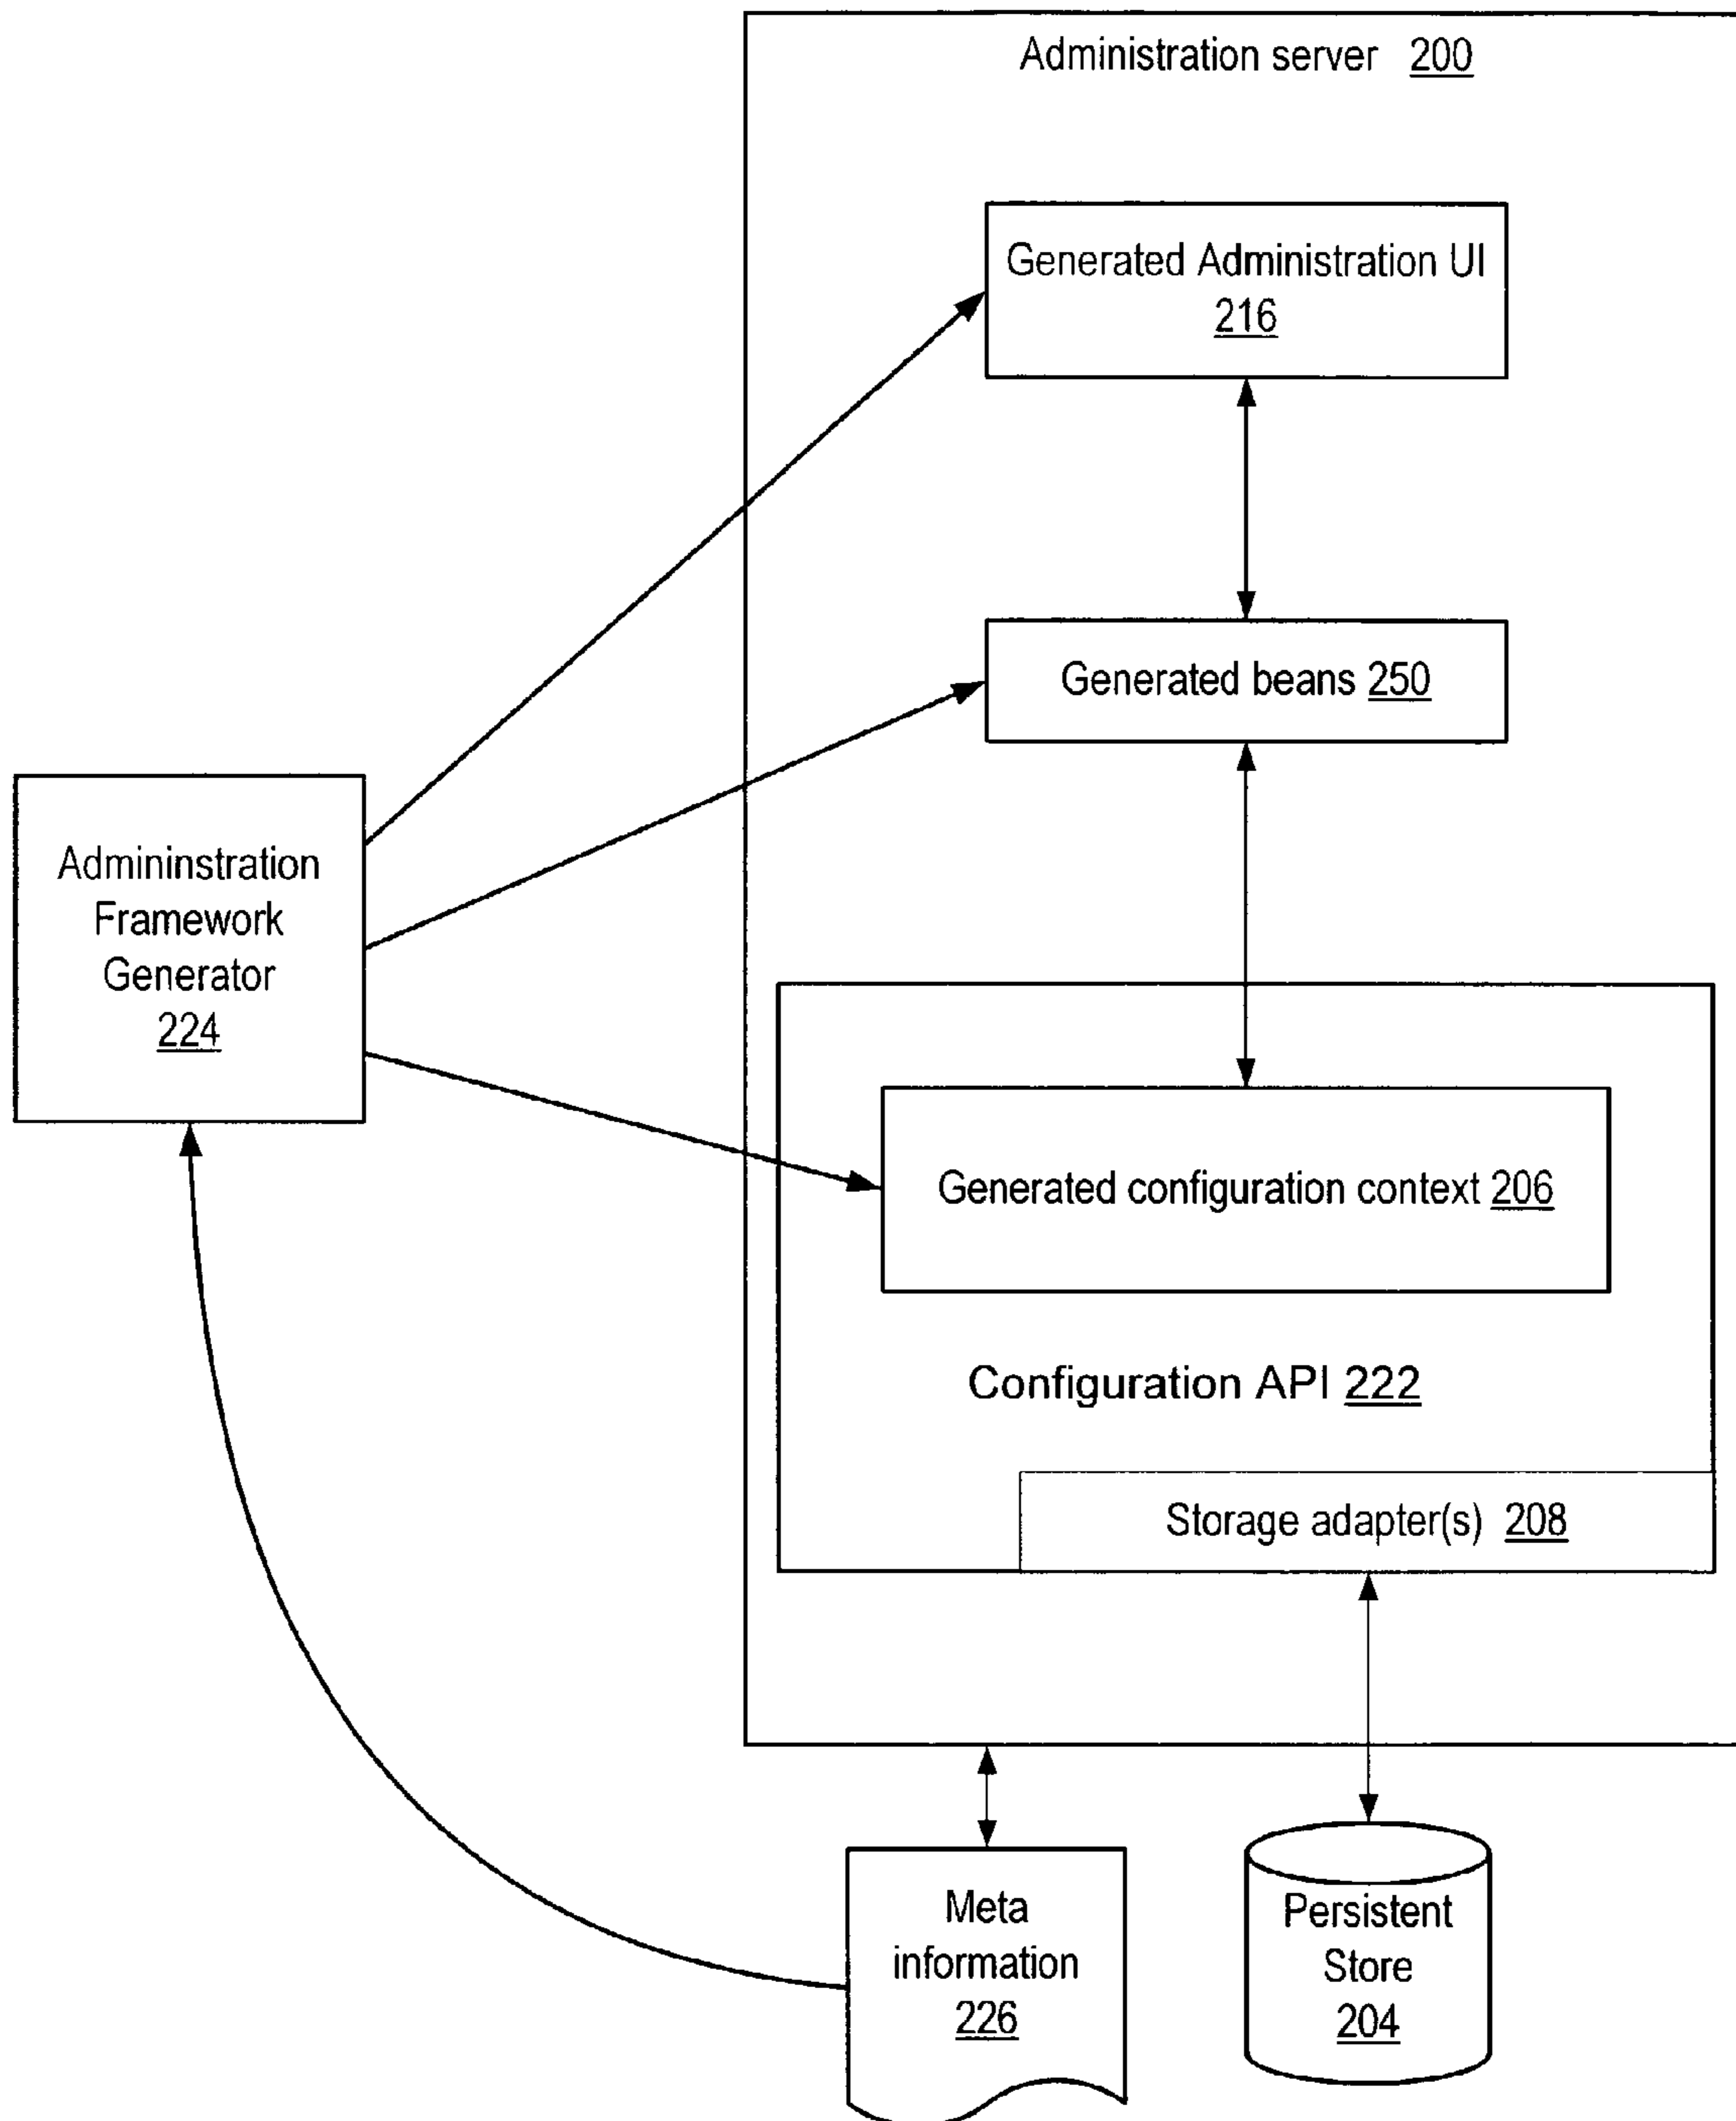 Administration server 200
Generated Administration UI
216
Generated beans 250
Admininstration
Framework
Generator
224
Generated configuration context 206
Configuration API 222
Storage adapter(s) 208
Meta
information
226
Persistent
Store
204